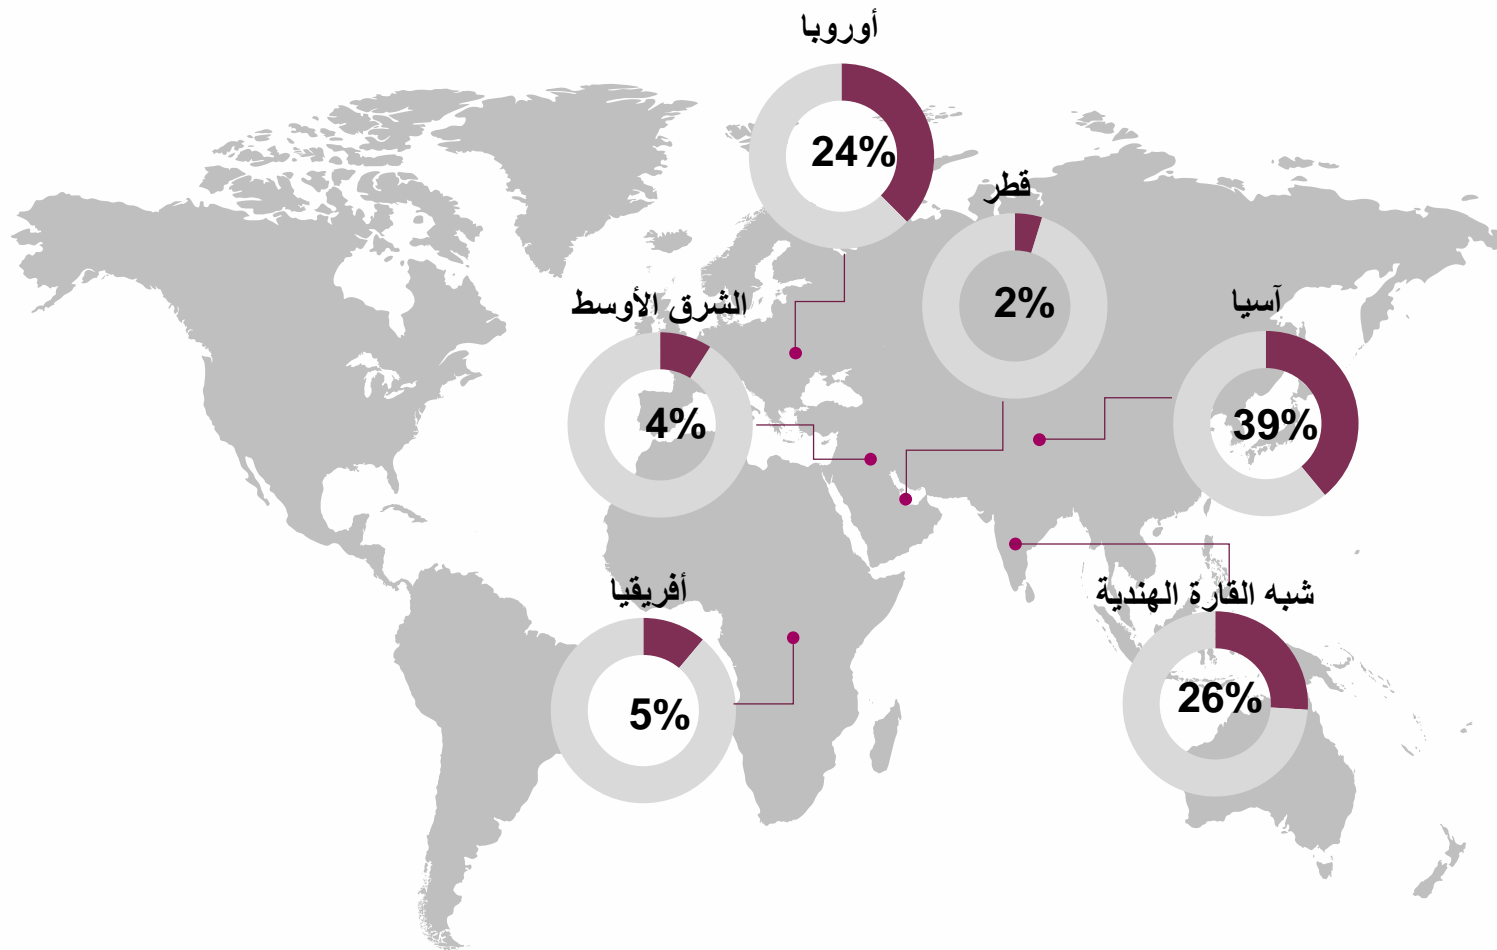 أوروبا
24%
قطر
2%
الشرق الأوسط
4%
آسيا
39%
أفريقيا
5%
شبه القارة الهندية
26%